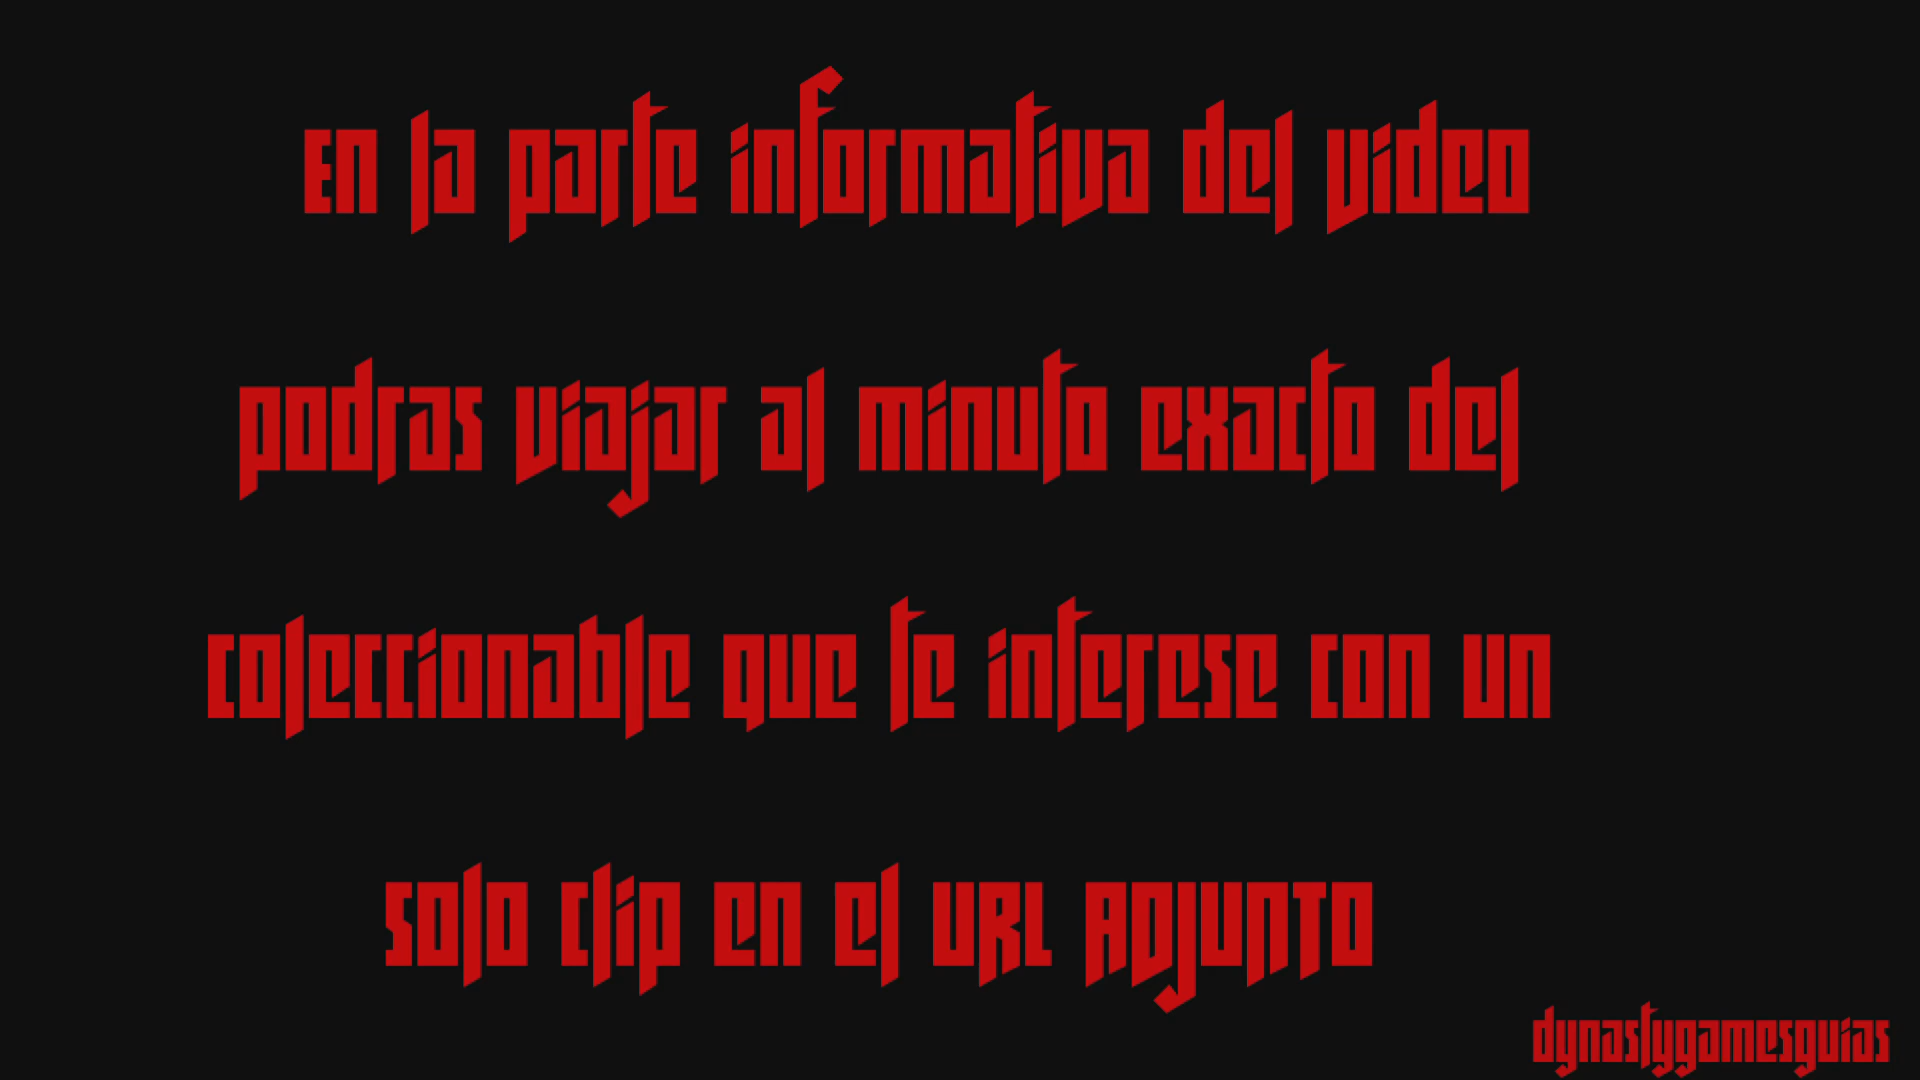 En la parte informativa del video
podras viajar al minuto exacto del
coleccionable que te interese con un
solo clip en el URL ADJUNTO
dynastygamesguias